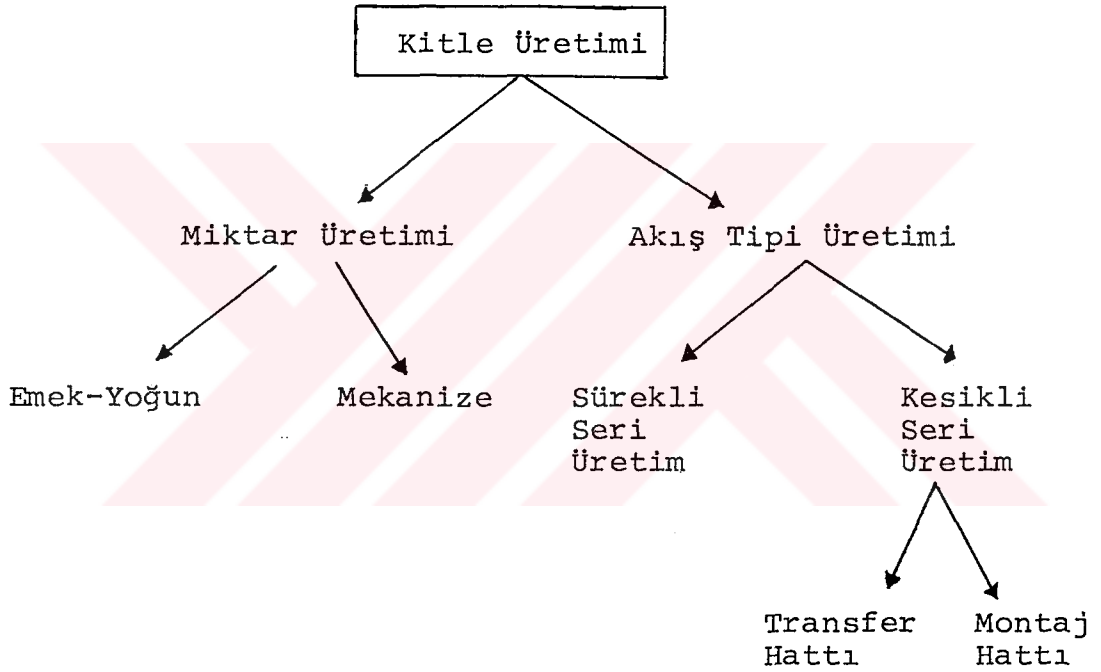 Kitle Üretimi
Miktar Üretimi
Akış Tipi Üretimi
Emek-Yoğun
Mekanize
Sürekli
Seri
Üretim
Kesikli
Seri
Üretim
Transfer
Hattı
Montaj
Hattı